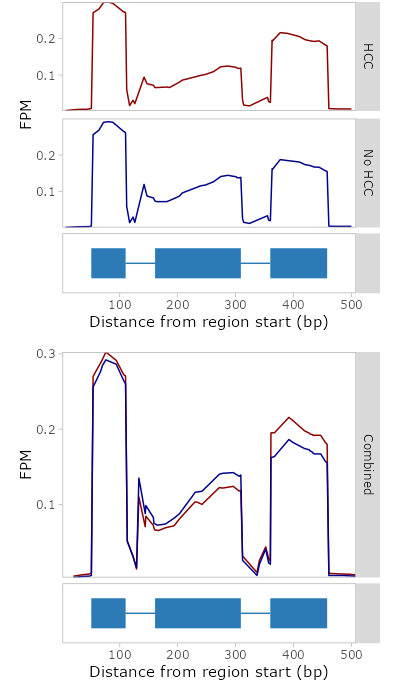 0.2
0.1
HCC
FPM
0.2
0.1
No HCC
100 200 300 400 500
Distance from region start (bp)
0.3
0.2
0.1
FPM
Combined
100 200 300 400 500
Distance from region start (bp)